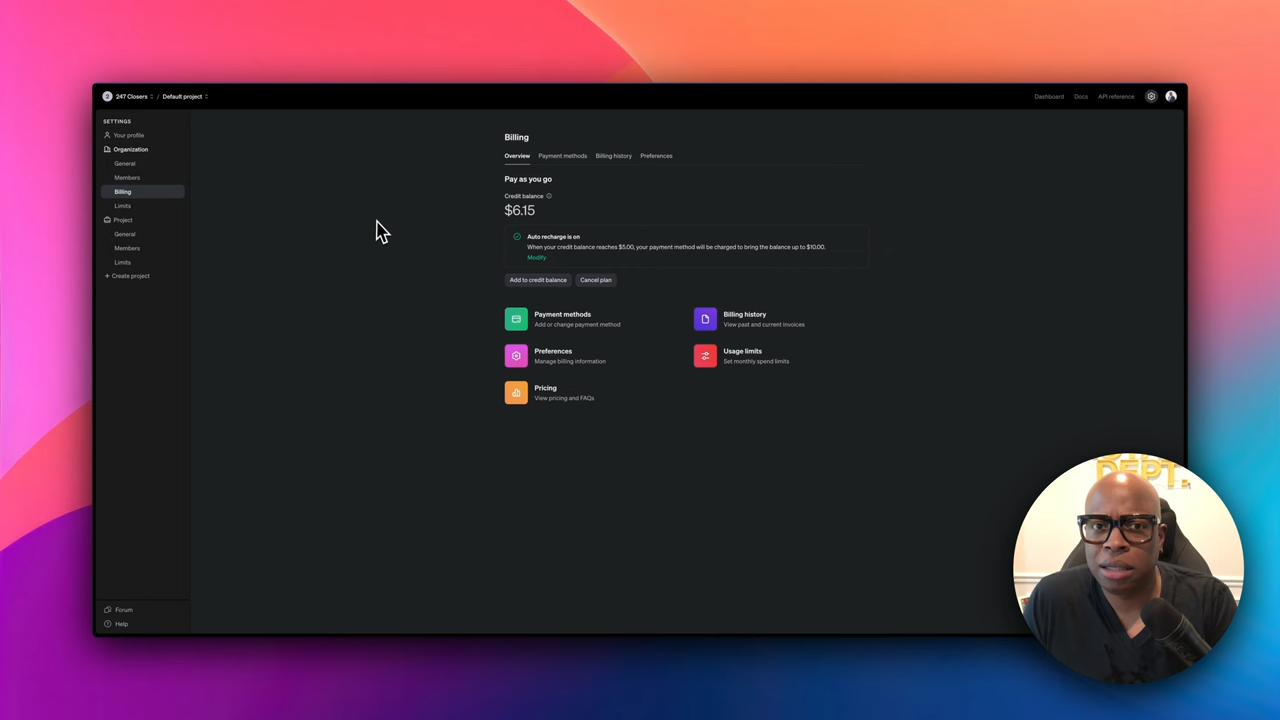 2 247 Closers / Default project
Dashboard Docs API reference
SETTINGS
Your profile
Organization
General
Members
Billing
Limits
Project
General
Members
Limits
+ Create project
Forum
Help
Billing
Overview Payment methods Billing history Preferences
Pay as you go
Credit balance
$6.15
Auto recharge is on
When your credit balance reaches $5.00, your payment method will be charged to bring the balance up to $10.00.
Modify
Add to credit balance Cancel plan
Payment methods
Add or change payment method
Billing history
View past and current invoices
Preferences
Manage billing information
Usage limits
Set monthly spend limits
Pricing
View pricing and FAQs
DEPT.